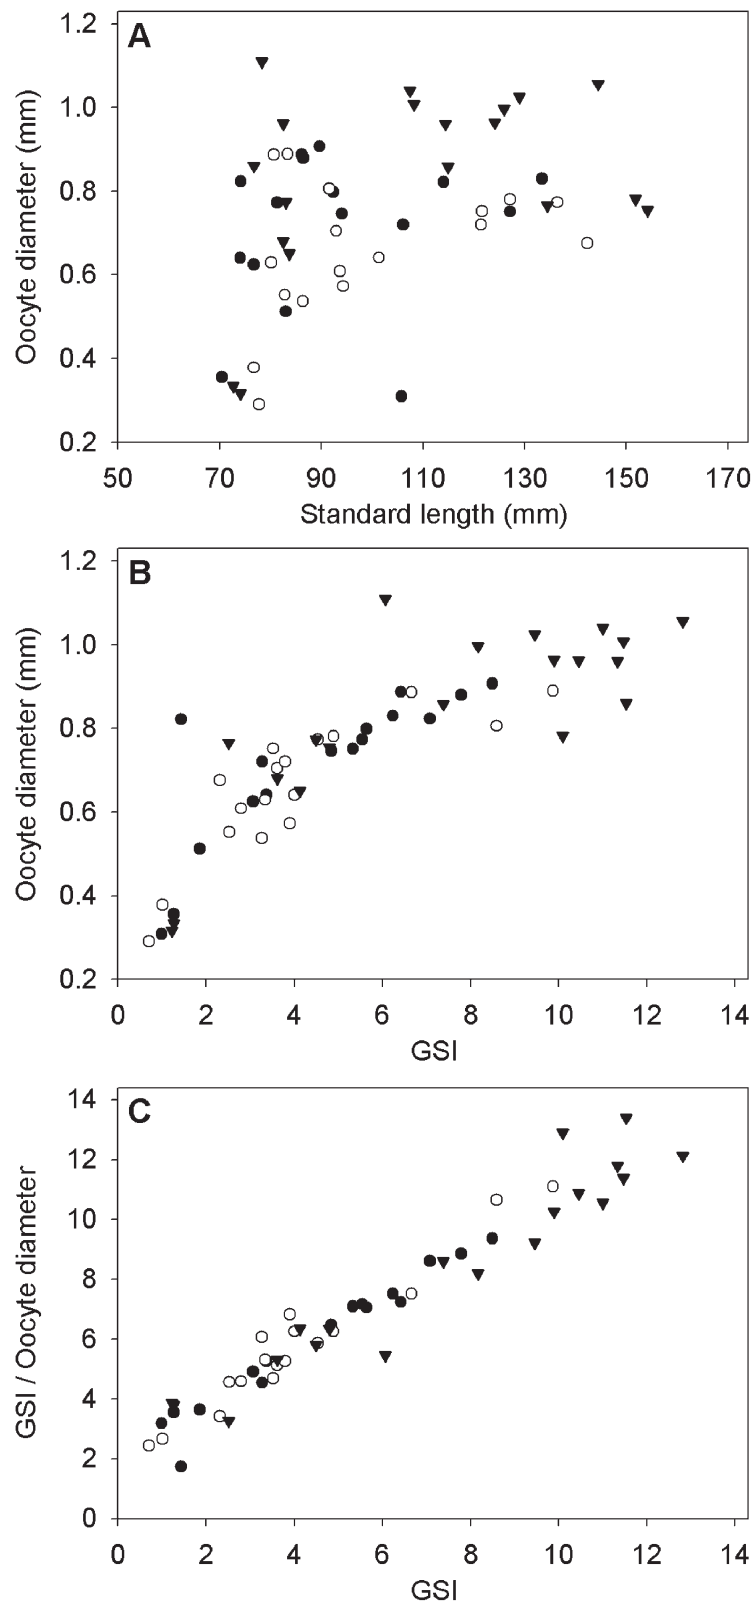 A
1.2
1.0
0.8
0.6
0.4
0.2
Oocyte diameter (mm)
50 70 90 110 130 150 170
Standard length (mm)
B
1.2
1.0
0.8
0.6
0.4
0.2
Oocyte diameter (mm)
0 2 4 6 8 10 12 14
GSI
C
14
12
10
8
6
4
2
0
GSI / Oocyte diameter
0 2 4 6 8 10 12 14
GSI